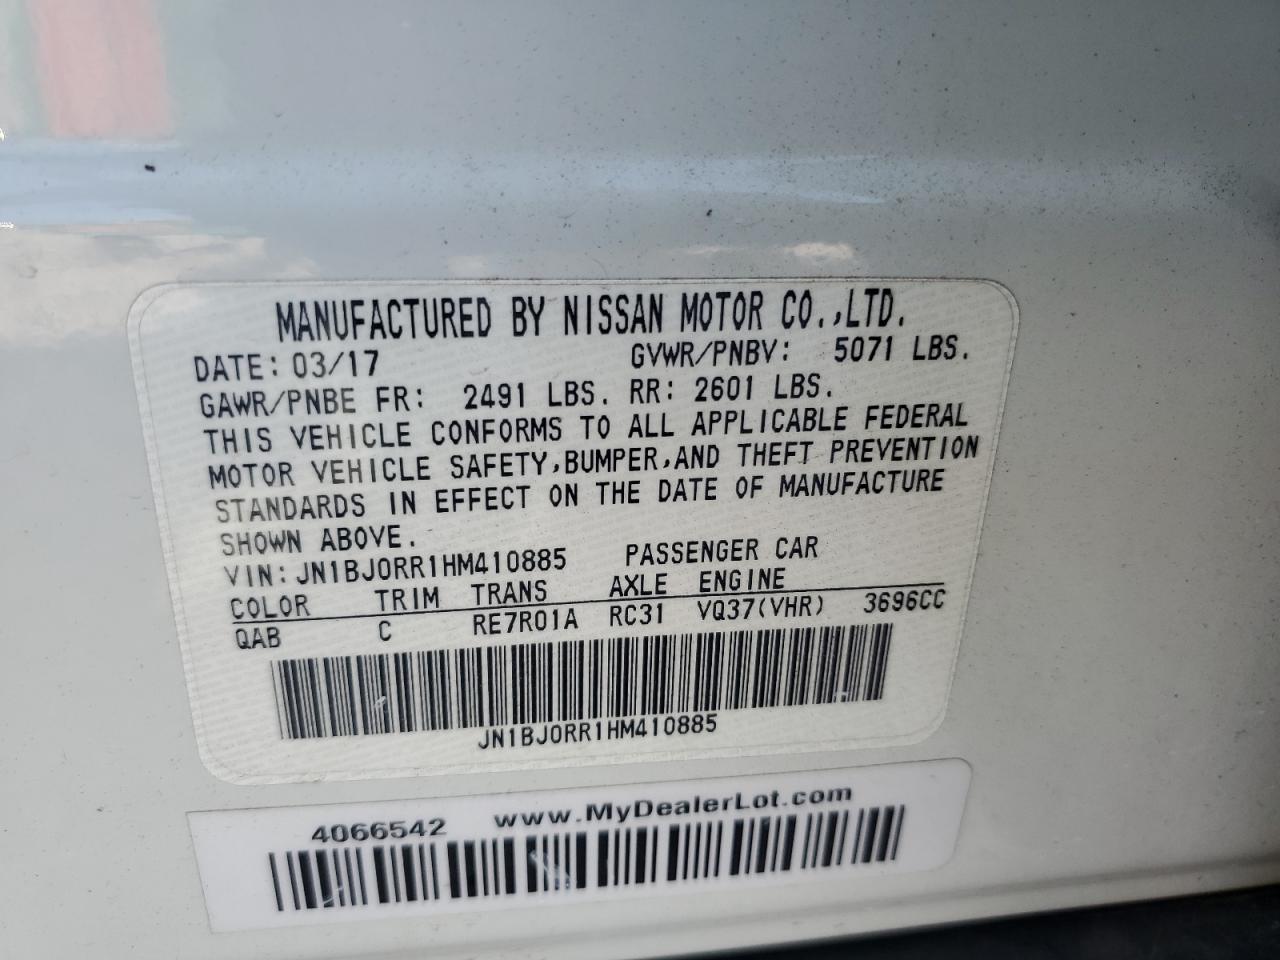 MANUFACTURED BY NISSAN MOTOR CO.,LTD.
DATE: 03/17 GVWR/PNBV: 5071 LBS.
GAWR/PNBE FR: 2491 LBS. RR: 2601 LBS.
THIS VEHICLE CONFORMS TO ALL APPLICABLE FEDERAL
MOTOR VEHICLE SAFETY,BUMPER,AND THEFT PREVENTION
STANDARDS IN EFFECT ON THE DATE OF MANUFACTURE
SHOWN ABOVE.
VIN: JN1BJ0RR1HM410885 PASSENGER CAR
COLOR TRIM TRANS AXLE ENGINE
QAB C RE7R01A RC31 VQ37(VHR) 3696CC
JN1BJ0RR1HM410885
4066542 www.MyDealerLot.com